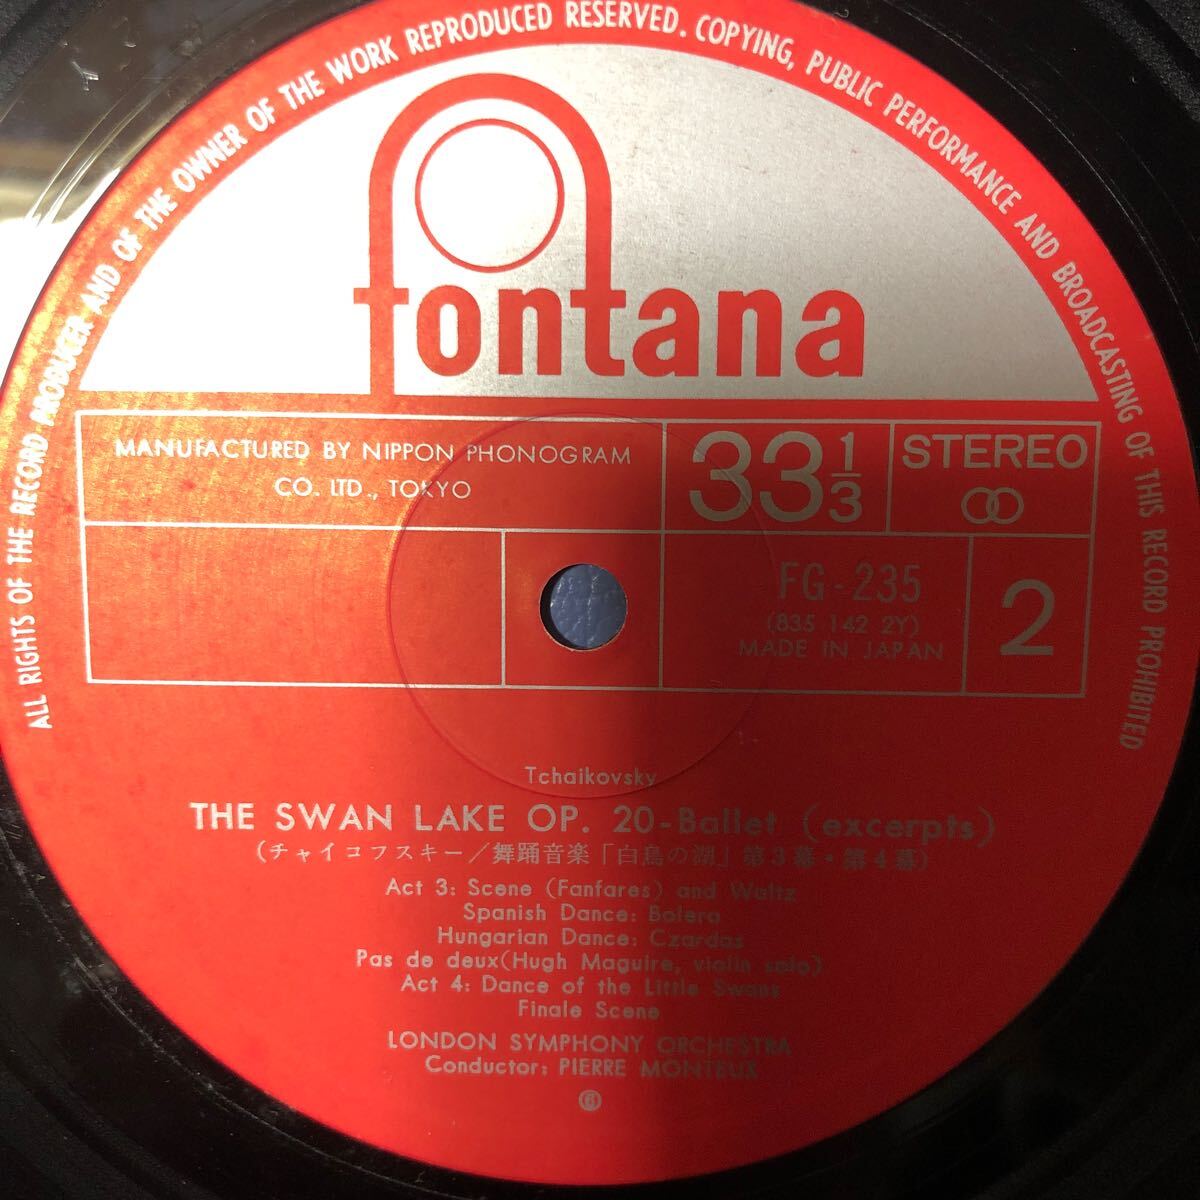 ALL RIGHTS OF THE RECORD PRODUCER AND OF THE OWNER OF THE WORK REPRODUCED RESERVED. COPYING, PUBLIC PERFORMANCE AND BROADCASTING OF THIS RECORD PROHIBITED
fontana
MANUFACTURED BY NIPPON PHONOGRAM
CO. LTD., TOKYO
33 1/3
STEREO
FG-235
(835 142 2Y)
MADE IN JAPAN
2
Tchaikovsky
THE SWAN LAKE OP. 20-Ballet (excerpts)
(チャイコフスキー/舞踊音楽「白鳥の湖」第3幕・第4幕)
Act 3: Scene (Fanfares) and Waltz
Spanish Dance: Bolero
Hungarian Dance: Czardas
Pas de deux(Hugh Maguire, violin solo)
Act 4: Dance of the Little Swans
Finale Scene
LONDON SYMPHONY ORCHESTRA
Conductor: PIERRE MONTEUX